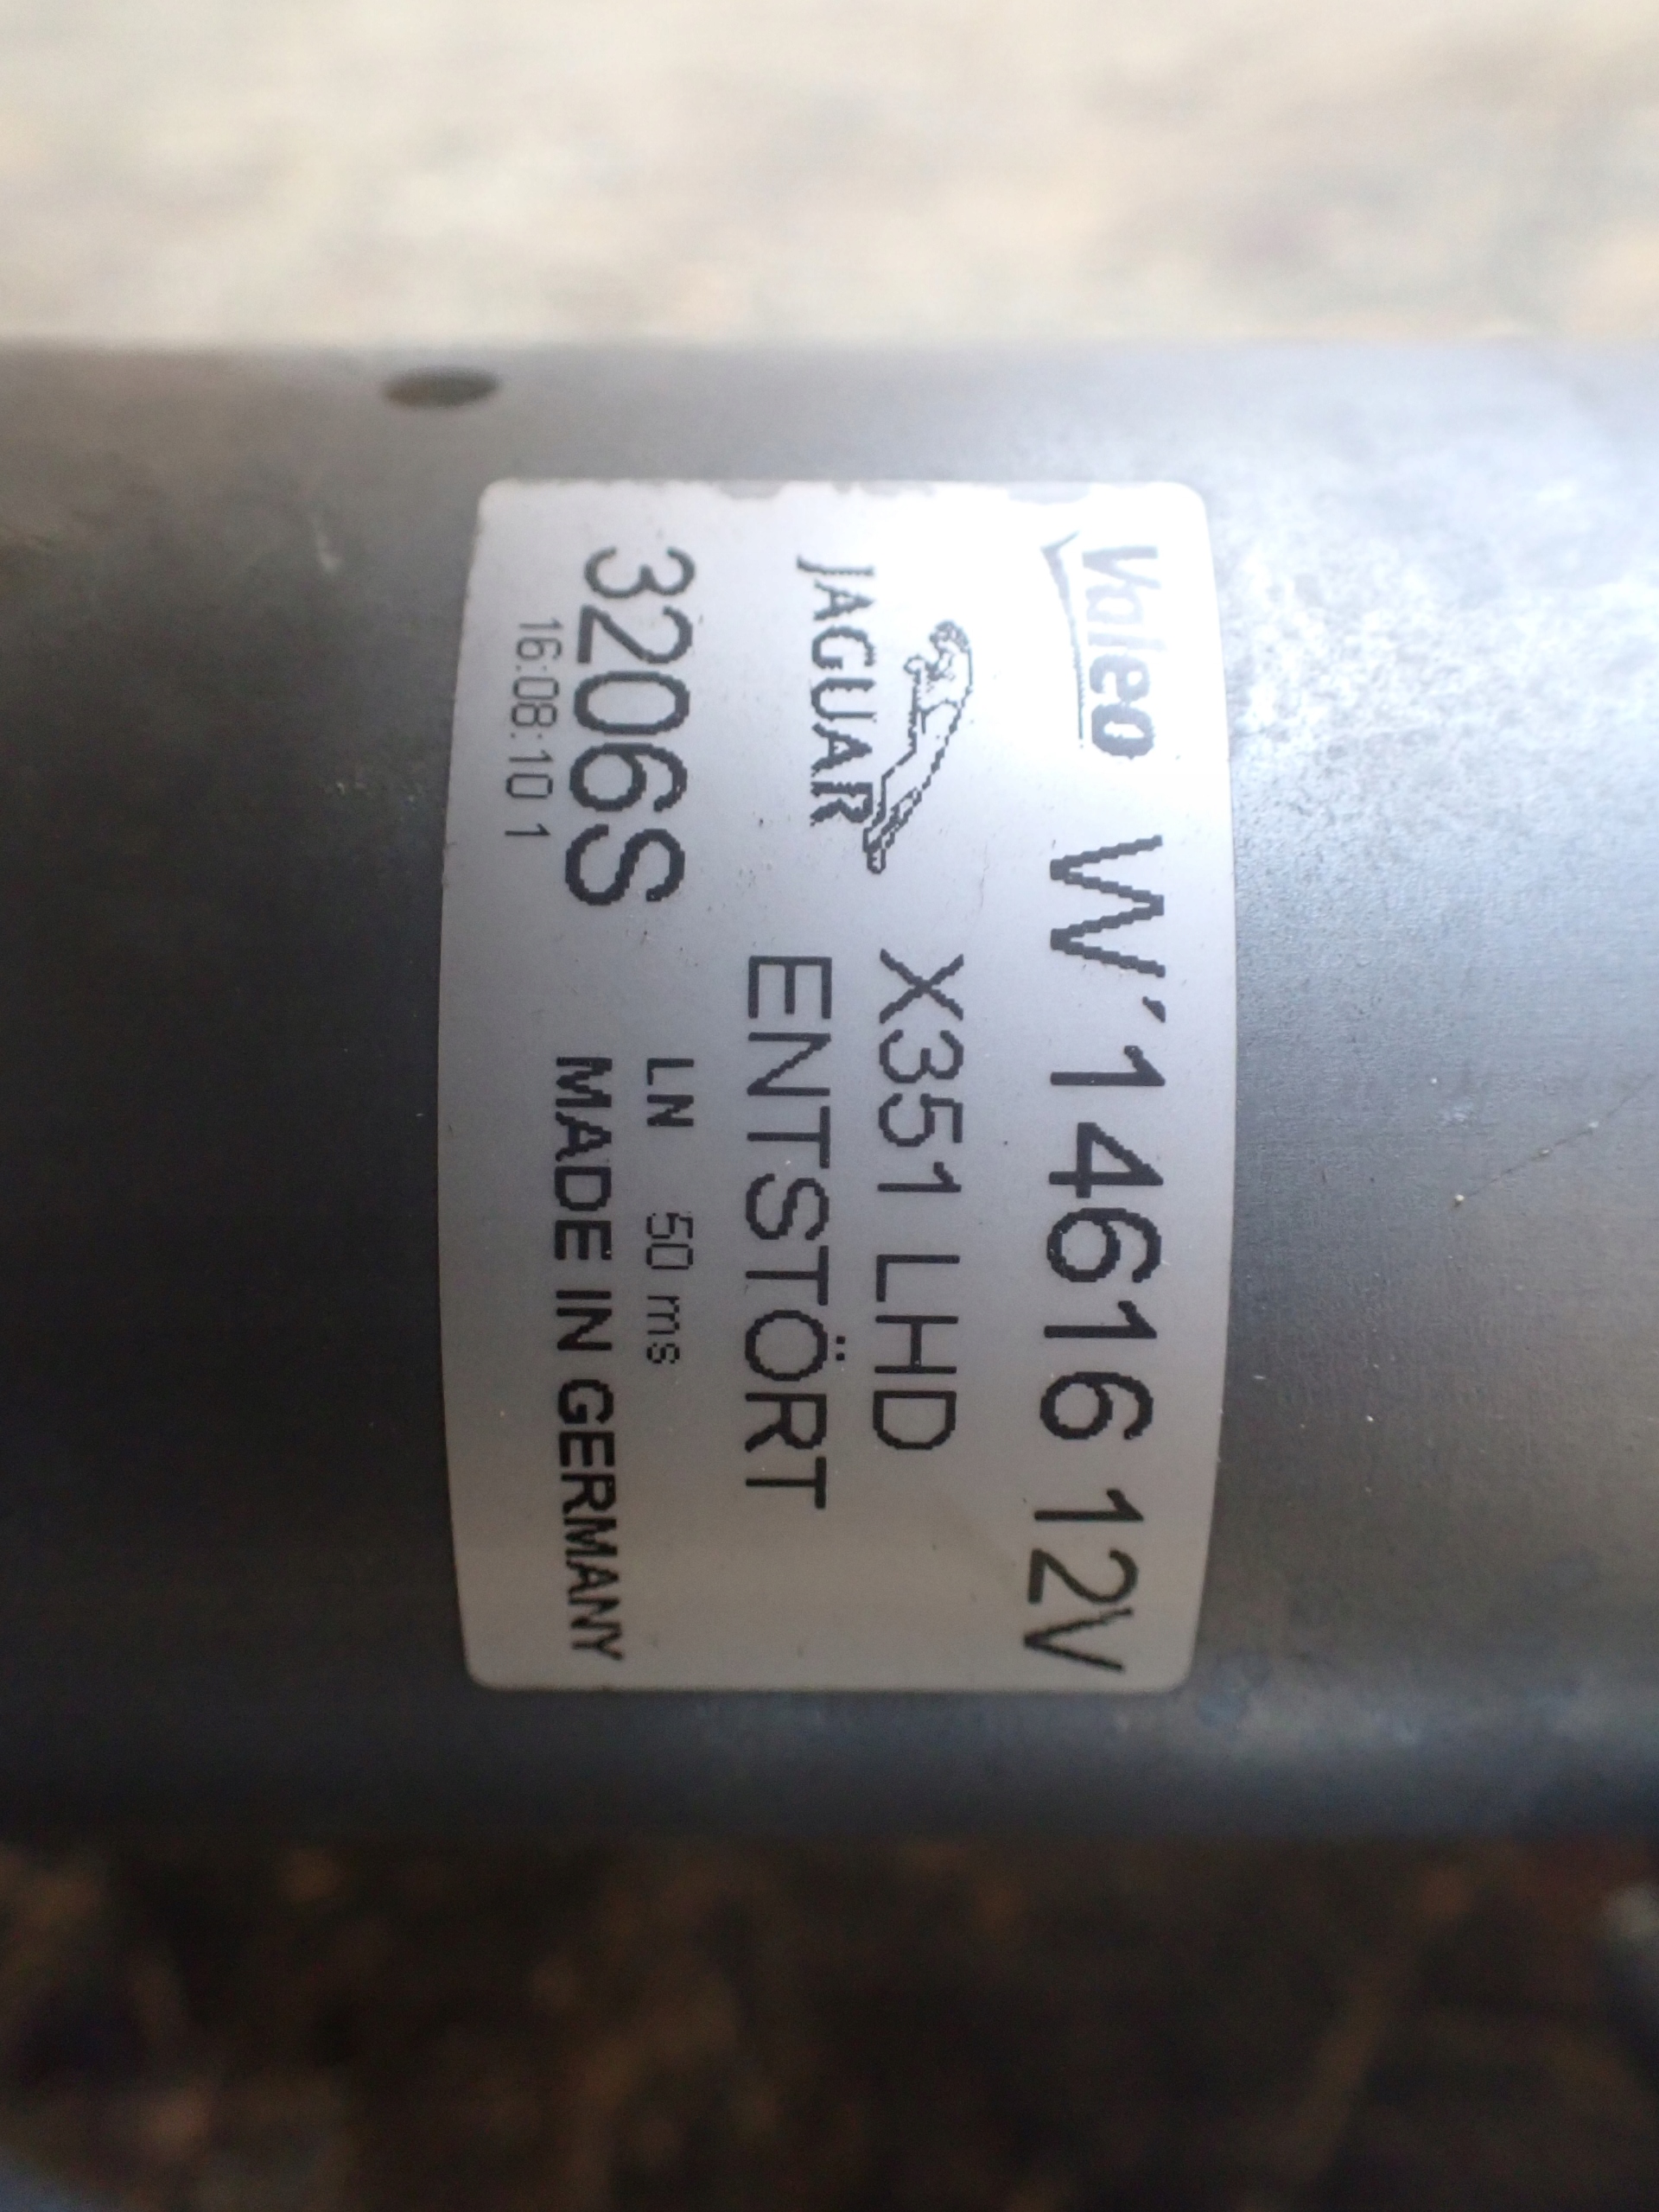 Valeo W´14616 12V
X351 LHD
JAGUAR
ENTSTÖRT
3206S LN 50 ms
16:08:10 1 MADE IN GERMANY